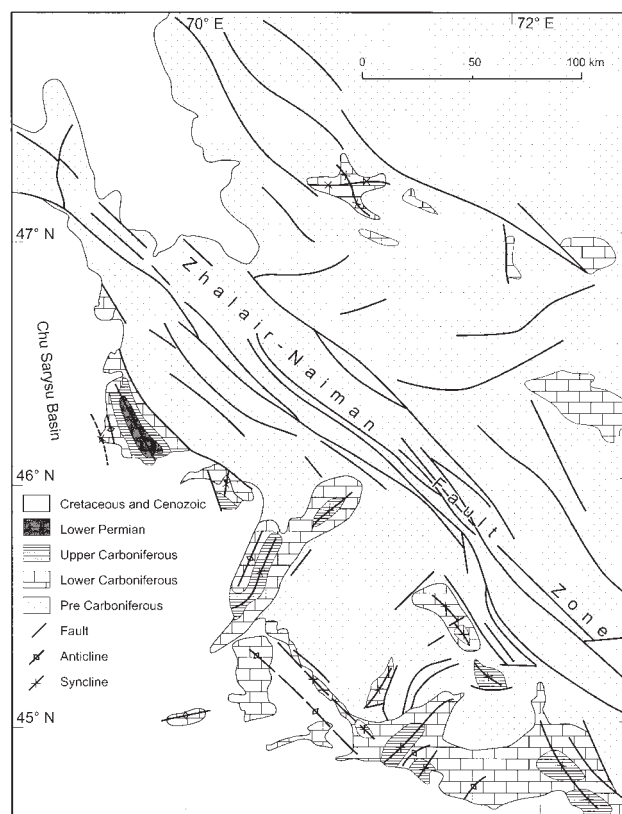 70° E
72° E
0 50 100 km
47° N
Zhalair-Naiman Fault Zone
Chu Sarysu Basin
46° N
Cretaceous and Cenozoic
Lower Permian
Upper Carboniferous
Lower Carboniferous
Pre Carboniferous
Fault
Anticline
Syncline
45° N